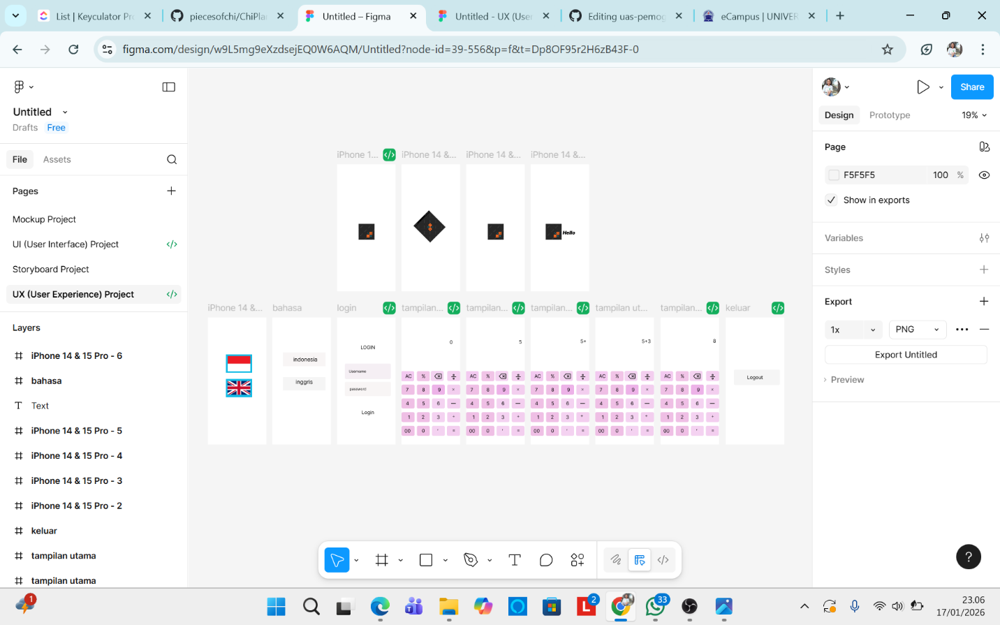 List | Keyculator Pro
piecesofchi/ChiPlan
Untitled – Figma
Untitled - UX (User
Editing uas-pemog
eCampus | UNIVER
figma.com/design/w9L5mg9eXzdsejEQ0W6AQM/Untitled?node-id=39-556&p=f&t=Dp8OF95r2H6zB43F-0
Untitled
Drafts Free
File Assets
Pages
Mockup Project
UI (User Interface) Project
Storyboard Project
UX (User Experience) Project
Layers
iPhone 14 & 15 Pro - 6
bahasa
Text
iPhone 14 & 15 Pro - 5
iPhone 14 & 15 Pro - 4
iPhone 14 & 15 Pro - 3
iPhone 14 & 15 Pro - 2
keluar
tampilan utama
tampilan utama
iPhone 1... iPhone 14 &... iPhone 14 &... iPhone 14 &...
Hello
iPhone 14 &... bahasa login tampilan... tampilan... tampilan... tampilan ut... tampilan... keluar
indonesia
inggris
LOGIN
Username
password
Login
0
AC %  ÷
7 8 9 ×
4 5 6 —
1 2 3 +
00 0 ' =
5
AC %  ÷
7 8 9 ×
4 5 6 —
1 2 3 +
00 0 ' =
5+
AC %  ÷
7 8 9 ×
4 5 6 —
1 2 3 +
00 0 ' =
5+3
AC %  ÷
7 8 9 ×
4 5 6 —
1 2 3 +
00 0 ' =
8
AC %  ÷
7 8 9 ×
4 5 6 —
1 2 3 +
00 0 ' =
Logout
Share
Design Prototype 19%
Page
F5F5F5 100 %
Show in exports
Variables
Styles
Export
1x PNG
Export Untitled
Preview
?
1
2
33
23.06
17/01/2026